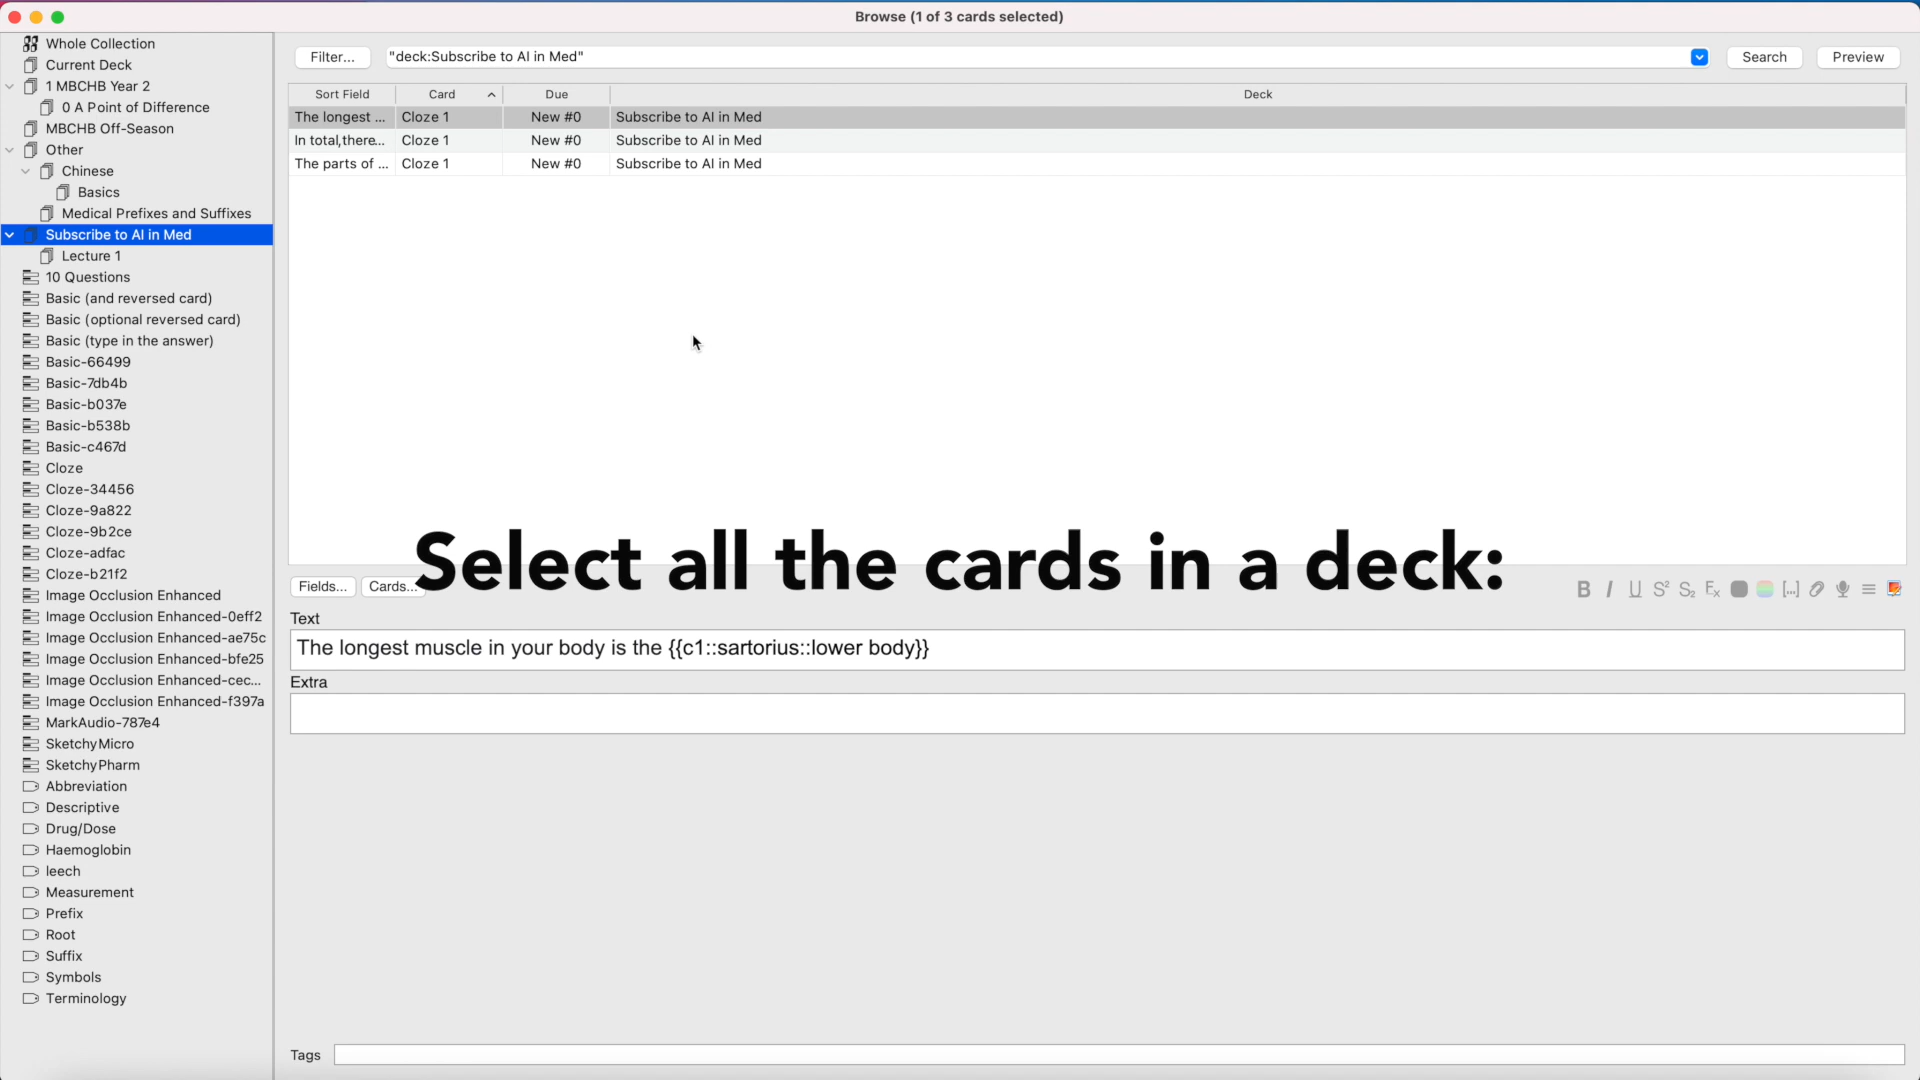 Browse (1 of 3 cards selected)
Whole Collection
Current Deck
1 MBCHB Year 2
0 A Point of Difference
MBCHB Off-Season
Other
Chinese
Basics
Medical Prefixes and Suffixes
Subscribe to AI in Med
Lecture 1
10 Questions
Basic (and reversed card)
Basic (optional reversed card)
Basic (type in the answer)
Basic-66499
Basic-7db4b
Basic-b037e
Basic-b538b
Basic-c467d
Cloze
Cloze-34456
Cloze-9a822
Cloze-9b2ce
Cloze-adfac
Cloze-b21f2
Image Occlusion Enhanced
Image Occlusion Enhanced-0eff2
Image Occlusion Enhanced-ae75c
Image Occlusion Enhanced-bfe25
Image Occlusion Enhanced-cec...
Image Occlusion Enhanced-f397a
MarkAudio-787e4
SketchyMicro
SketchyPharm
Abbreviation
Descriptive
Drug/Dose
Haemoglobin
leech
Measurement
Prefix
Root
Suffix
Symbols
Terminology
Filter... "deck:Subscribe to AI in Med" Search Preview
Sort Field Card Due Deck
The longest ... Cloze 1 New #0 Subscribe to AI in Med
In total,there... Cloze 1 New #0 Subscribe to AI in Med
The parts of ... Cloze 1 New #0 Subscribe to AI in Med
Select all the cards in a deck:
Fields... Cards... B I U S² S₂ Ex [...]
Text
The longest muscle in your body is the {{c1::sartorius::lower body}}
Extra
Tags